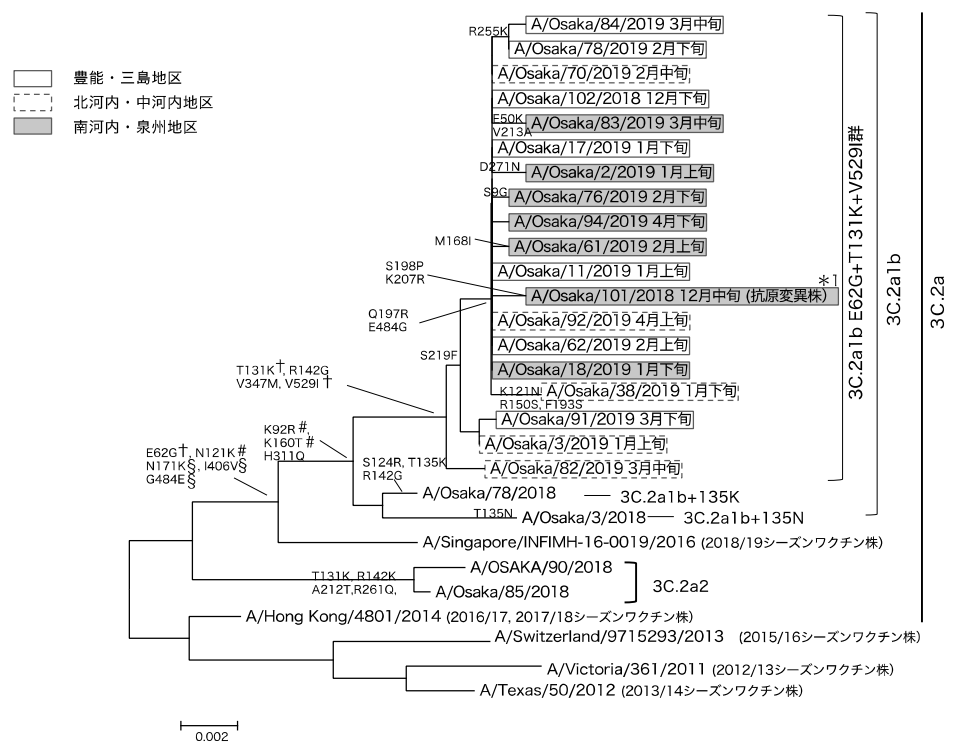 豊能・三島地区
北河内・中河内地区
南河内・泉州地区
R255K
A/Osaka/84/2019 3月中旬
A/Osaka/78/2019 2月下旬
A/Osaka/70/2019 2月中旬
A/Osaka/102/2018 12月下旬
E50K
V213A
A/Osaka/83/2019 3月中旬
A/Osaka/17/2019 1月下旬
D271N
A/Osaka/2/2019 1月上旬
S9G
A/Osaka/76/2019 2月下旬
A/Osaka/94/2019 4月下旬
M168I
A/Osaka/61/2019 2月上旬
A/Osaka/11/2019 1月上旬
S198P
K207R
A/Osaka/101/2018 12月中旬 (抗原変異株)
*1
Q197R
E484G
A/Osaka/92/2019 4月上旬
A/Osaka/62/2019 2月上旬
S219F
A/Osaka/18/2019 1月下旬
T131K†, R142G
V347M, V529I †
K121N
R150S, F193S
A/Osaka/38/2019 1月下旬
A/Osaka/91/2019 3月下旬
A/Osaka/3/2019 1月上旬
A/Osaka/82/2019 3月中旬
K92R #,
K160T #
H311Q
E62G†, N121K #
N171K§, I406V§
G484E§
S124R, T135K
R142G
A/Osaka/78/2018
3C.2a1b+135K
T135N
A/Osaka/3/2018
3C.2a1b+135N
A/Singapore/INFIMH-16-0019/2016 (2018/19シーズンワクチン株)
T131K, R142K
A212T,R261Q,
A/OSAKA/90/2018
A/Osaka/85/2018
3C.2a2
A/Hong Kong/4801/2014 (2016/17, 2017/18シーズンワクチン株)
A/Switzerland/9715293/2013 (2015/16シーズンワクチン株)
A/Victoria/361/2011 (2012/13シーズンワクチン株)
A/Texas/50/2012 (2013/14シーズンワクチン株)
3C.2a1b E62G+T131K+V529I群
3C.2a1b
3C.2a
0.002